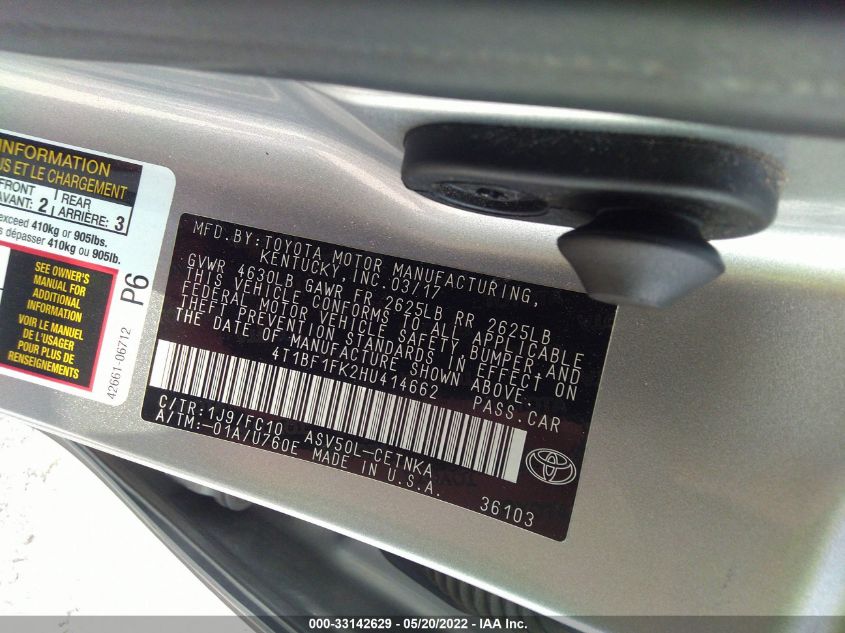 INFORMATION
US ET LE CHARGEMENT
FRONT
AVANT: 2
REAR
ARRIÈRE: 3
exceed 410kg or 905lbs.
dépasser 410kg ou 905lb.
SEE OWNER'S
MANUAL FOR
ADDITIONAL
INFORMATION
VOIR LE MANUEL
DE L'USAGER
POUR PLUS DE
RENSEIGNEMENTS
P6
42661-06712
MFD. BY: TOYOTA MOTOR MANUFACTURING,
KENTUCKY, INC. 03/17
GVWR 4630LB GAWR FR 2625LB RR 2625LB
THIS VEHICLE CONFORMS TO ALL APPLICABLE
FEDERAL MOTOR VEHICLE SAFETY, BUMPER, AND
THEFT PREVENTION STANDARDS IN EFFECT ON
THE DATE OF MANUFACTURE SHOWN ABOVE.
4T1BF1FK2HU414662 PASS.CAR
C/TR: 1J9/FC10 ASV50L-CETNKA
A/TM: -01A/U760E MADE IN U.S.A.
36103
000-33142629 - 05/20/2022 - IAA Inc.